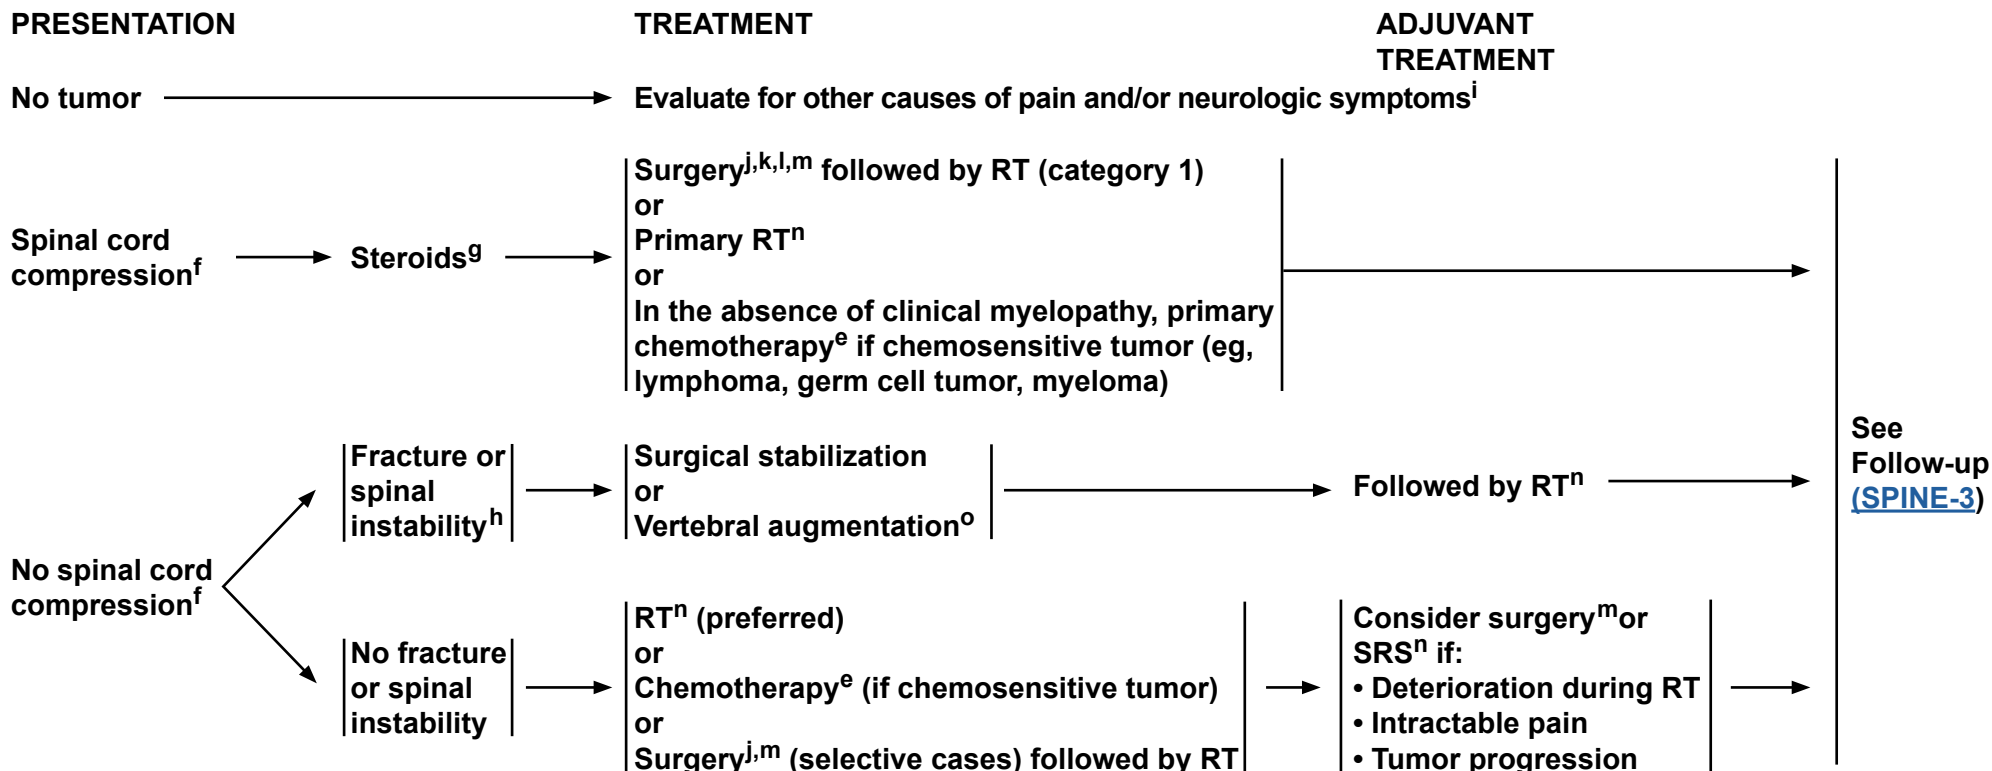 PRESENTATION
TREATMENT
ADJUVANT
TREATMENT
No tumor
Evaluate for other causes of pain and/or neurologic symptomsⁱ
Spinal cord
compressionᶠ
Steroidsᵍ
Surgeryʲ,ᵏ,ˡ,ᵐ followed by RT (category 1)
or
Primary RTⁿ
or
In the absence of clinical myelopathy, primary
chemotherapyᵉ if chemosensitive tumor (eg,
lymphoma, germ cell tumor, myeloma)
No spinal cord
compressionᶠ
Fracture or
spinal
instabilityʰ
Surgical stabilization
or
Vertebral augmentationᵒ
Followed by RTⁿ
No fracture
or spinal
instability
RTⁿ (preferred)
or
Chemotherapyᵉ (if chemosensitive tumor)
or
Surgeryʲ,ᵐ (selective cases) followed by RT
Consider surgeryᵐor
SRSⁿ if:
• Deterioration during RT
• Intractable pain
• Tumor progression
See
Follow-up
(SPINE-3)